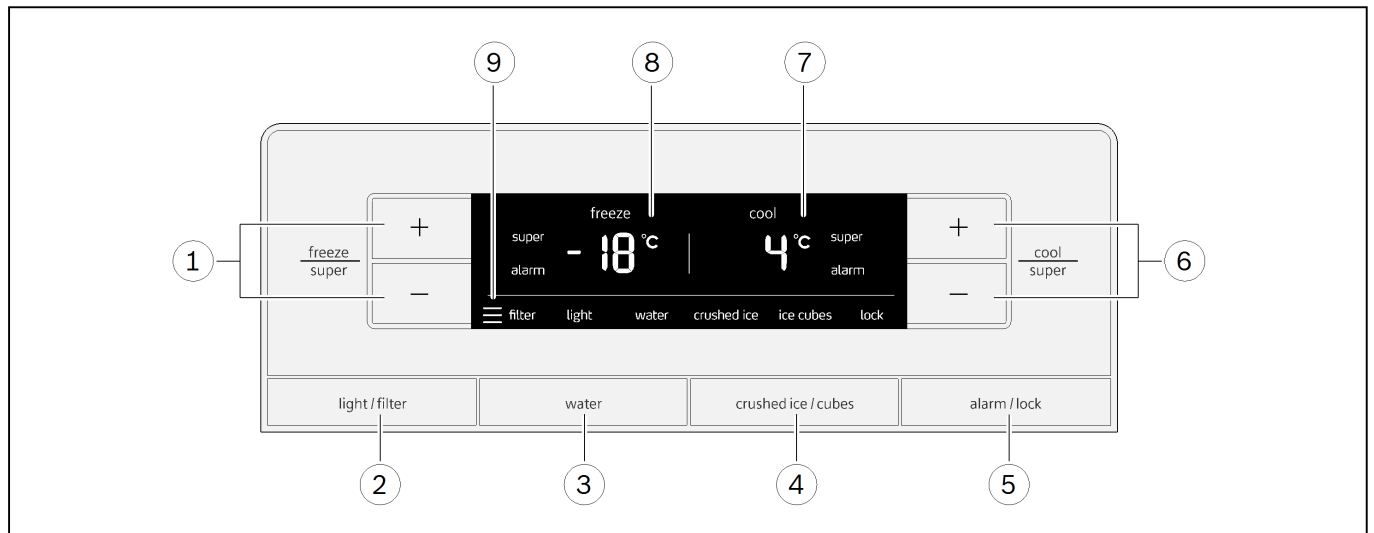 9 8 7
freeze cool
super -18 °C 4 °C super
alarm alarm
filter light water crushed ice ice cubes lock
+ +
1 freeze cool 6
super super
− −
light / filter water crushed ice / cubes alarm / lock
2 3 4 5